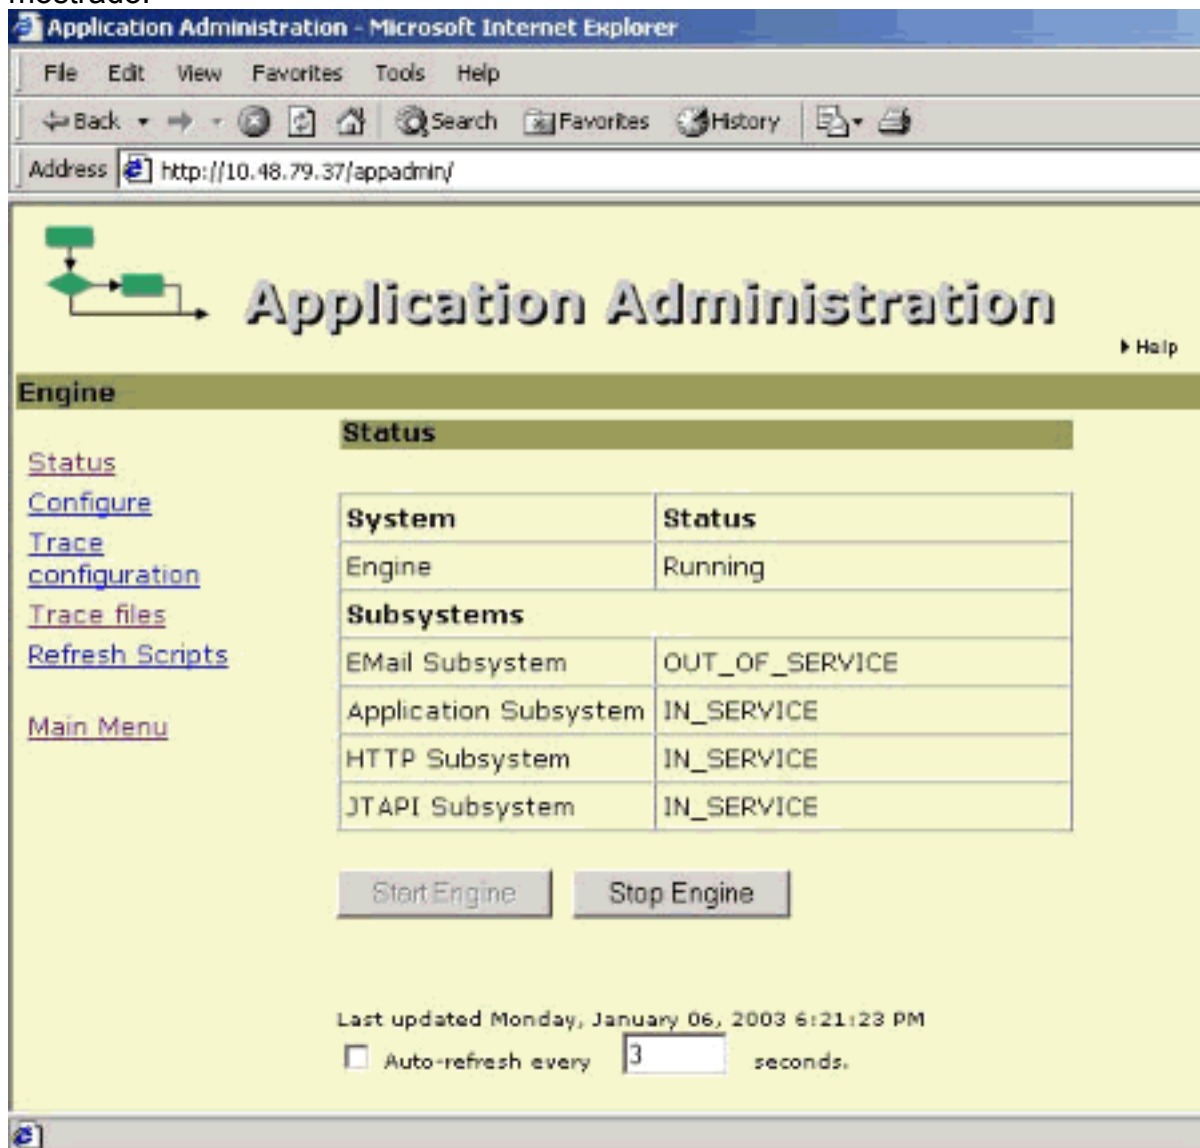 mostrado.
Application Administration - Microsoft Internet Explorer
File Edit View Favorites Tools Help
Back Search Favorites History
Address http://10.48.79.37/appadmin/
Application Administration
Help
Engine
Status
Status
Configure
Trace
configuration
Trace files
Refresh Scripts
Main Menu
System Status
Engine Running
Subsystems
EMail Subsystem OUT_OF_SERVICE
Application Subsystem IN_SERVICE
HTTP Subsystem IN_SERVICE
JTAPI Subsystem IN_SERVICE
Start Engine Stop Engine
Last updated Monday, January 06, 2003 6:21:23 PM
Auto-refresh every 3 seconds.